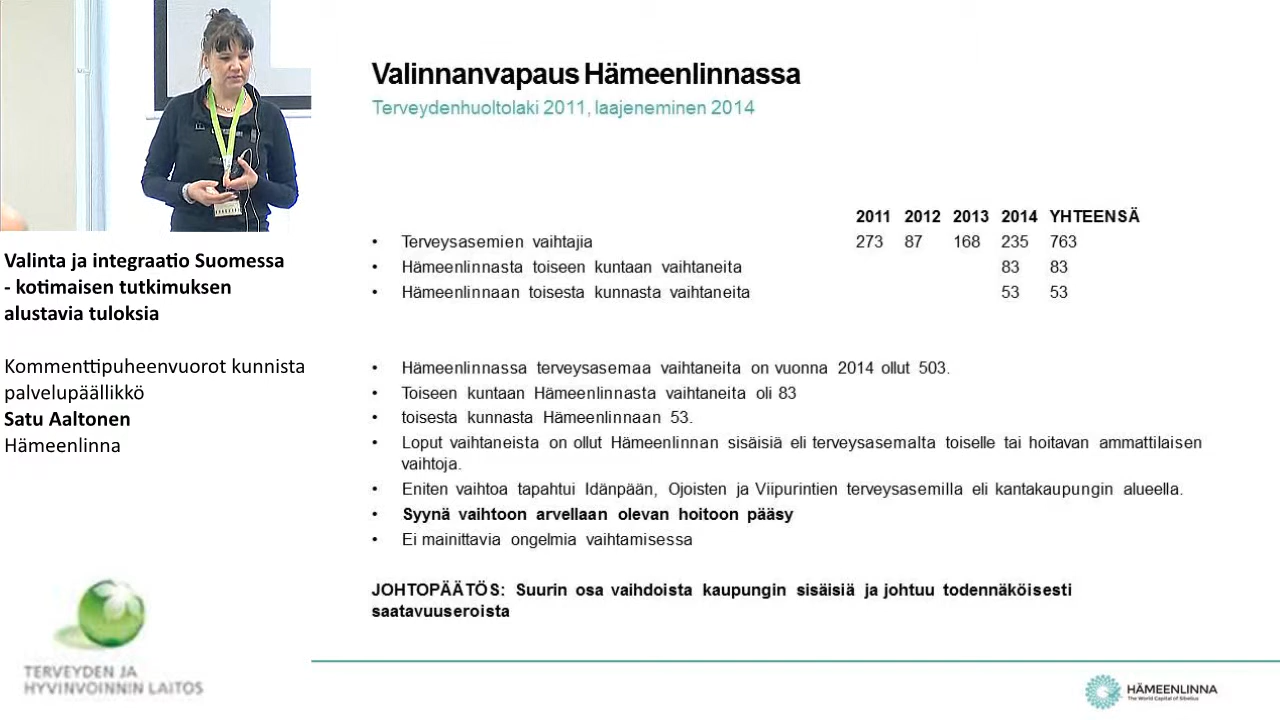 Valinta ja integraatio Suomessa
- kotimaisen tutkimuksen
alustavia tuloksia
Kommenttipuheenvuorot kunnista
palvelupäällikkö
Satu Aaltonen
Hämeenlinna
TERVEYDEN JA
HYVINVOINNIN LAITOS
Valinnanvapaus Hämeenlinnassa
Terveydenhuoltolaki 2011, laajeneminen 2014
2011 2012 2013 2014 YHTEENSÄ
• Terveysasemien vaihtajia 273 87 168 235 763
• Hämeenlinnasta toiseen kuntaan vaihtaneita 83 83
• Hämeenlinnaan toisesta kunnasta vaihtaneita 53 53
• Hämeenlinnassa terveysasemaa vaihtaneita on vuonna 2014 ollut 503.
• Toiseen kuntaan Hämeenlinnasta vaihtaneita oli 83
• toisesta kunnasta Hämeenlinnaan 53.
• Loput vaihtaneista on ollut Hämeenlinnan sisäisiä eli terveysasemalta toiselle tai hoitavan ammattilaisen
vaihtoja.
• Eniten vaihtoa tapahtui Idänpään, Ojoisten ja Viipurintien terveysasemilla eli kantakaupungin alueella.
• Syynä vaihtoon arvellaan olevan hoitoon pääsy
• Ei mainittavia ongelmia vaihtamisessa
JOHTOPÄÄTÖS: Suurin osa vaihdoista kaupungin sisäisiä ja johtuu todennäköisesti
saatavuuseroista
HÄMEENLINNA
The World Capital of Sibelius